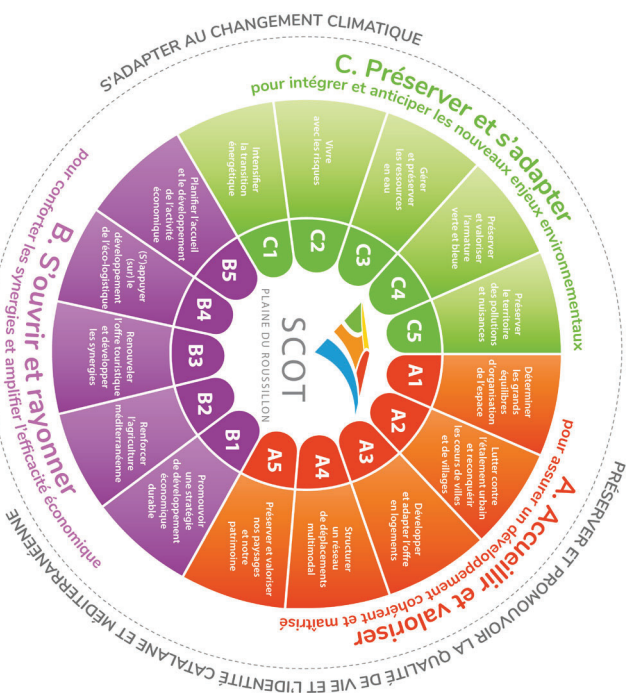 S'ADAPTER AU CHANGEMENT CLIMATIQUE
PRÉSERVER ET PROMOUVOIR LA QUALITÉ DE VIE ET L'IDENTITÉ CATALANE ET MÉDITERRANÉENNE
SCOT
PLAINE DU ROUSSILLON
A. Accueillir et valoriser
pour assurer un développement cohérent et maîtrisé
A1
Déterminer
les grands
équilibres
d'organisation
de l'espace
A2
Lutter contre
l'étalement urbain
et reconquérir
les cœurs de villes
et de villages
A3
Développer
et adapter l'offre
en logements
A4
Structurer
un réseau
de déplacements
multimodal
A5
Préserver et valoriser
nos paysages
et notre
patrimoine
B. S'ouvrir et rayonner
pour conforter les synergies et amplifier l'efficacité économique
B1
Promouvoir
une stratégie
de développement
économique
durable
B2
Renforcer
l'agriculture
méditerranéenne
B3
Renouveler
l'offre touristique
et développer
les synergies
B4
(S')appuyer
(sur) le
développement
de l'éco-logistique
B5
Planifier l'accueil
et le développement
de l'activité
économique
C. Préserver et s'adapter
pour intégrer et anticiper les nouveaux enjeux environnementaux
C1
Intensifier
la transition
énergétique
C2
Vivre
avec les risques
C3
Gérer
et préserver
les ressources
en eau
C4
Préserver
et valoriser
l'armature
verte et bleue
C5
Préserver
le territoire
des pollutions
et nuisances